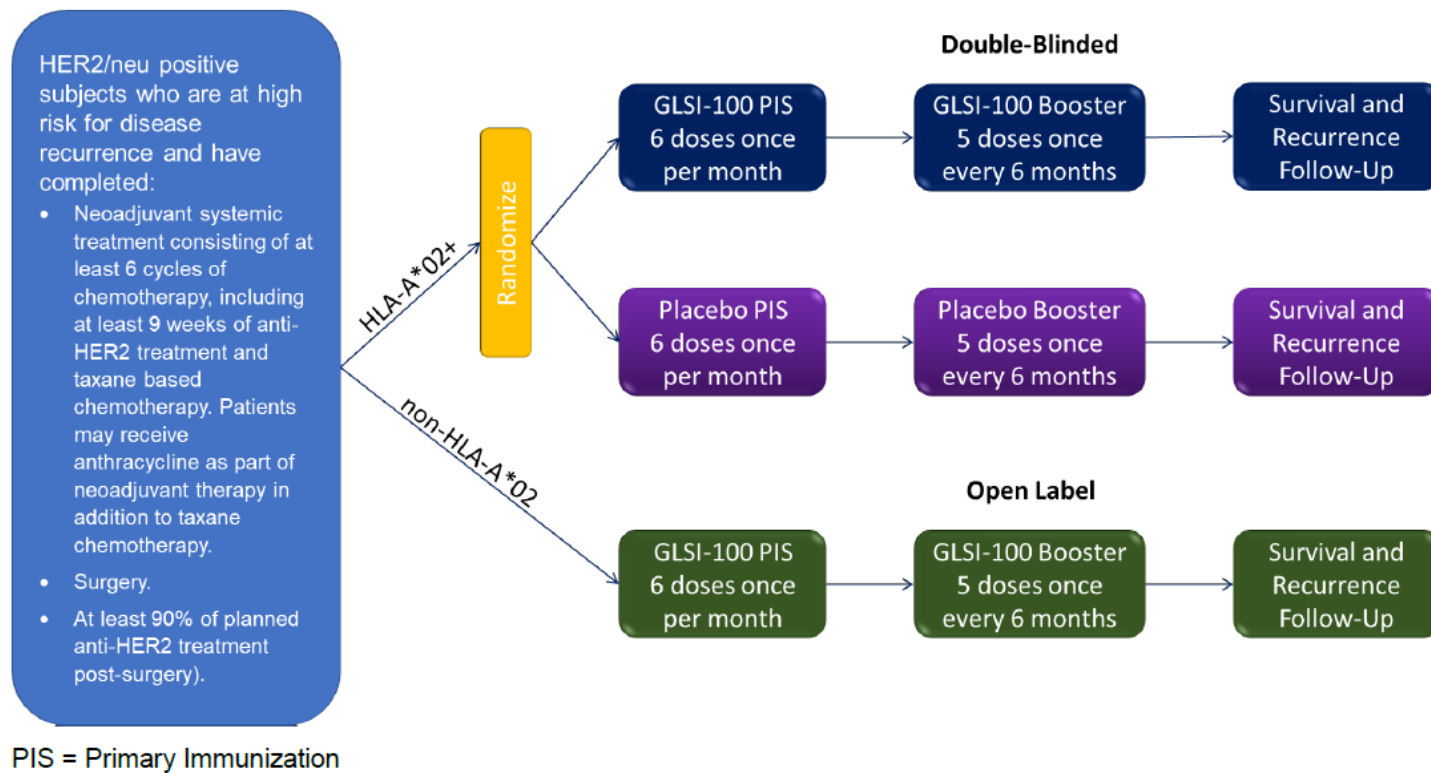 HER2/neu positive
subjects who are at high
risk for disease
recurrence and have
completed:
• Neoadjuvant systemic
treatment consisting of at
least 6 cycles of
chemotherapy, including
at least 9 weeks of anti-
HER2 treatment and
taxane based
chemotherapy. Patients
may receive
anthracycline as part of
neoadjuvant therapy in
addition to taxane
chemotherapy.
• Surgery.
• At least 90% of planned
anti-HER2 treatment
post-surgery).
HLA-A*02+
non-HLA-A*02
Randomize
Double-Blinded
GLSI-100 PIS
6 doses once
per month
GLSI-100 Booster
5 doses once
every 6 months
Survival and
Recurrence
Follow-Up
Placebo PIS
6 doses once
per month
Placebo Booster
5 doses once
every 6 months
Survival and
Recurrence
Follow-Up
Open Label
GLSI-100 PIS
6 doses once
per month
GLSI-100 Booster
5 doses once
every 6 months
Survival and
Recurrence
Follow-Up
PIS = Primary Immunization